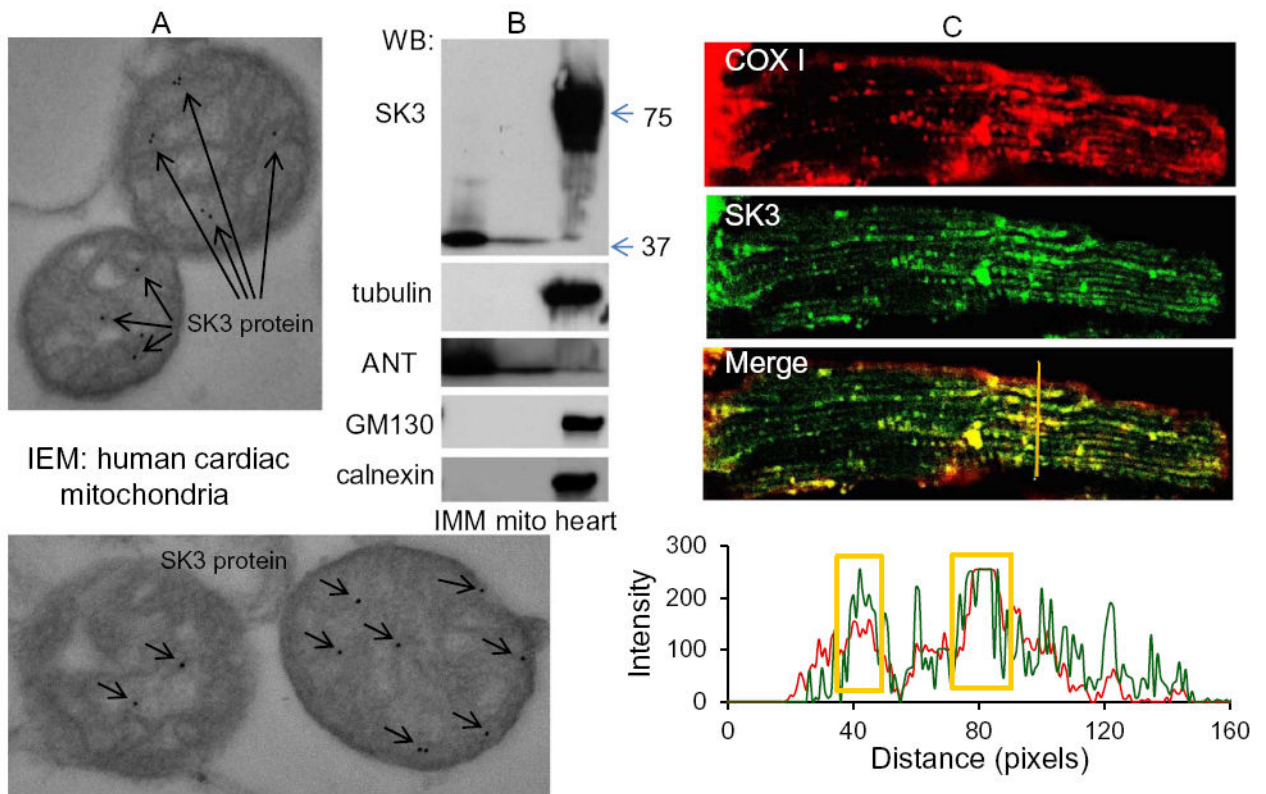 A
SK3 protein
IEM: human cardiac
mitochondria
SK3 protein
B
WB:
SK3
75
37
tubulin
ANT
GM130
calnexin
IMM mito heart
C
COX I
SK3
Merge
300
200
100
0
Intensity
0 40 80 120 160
Distance (pixels)